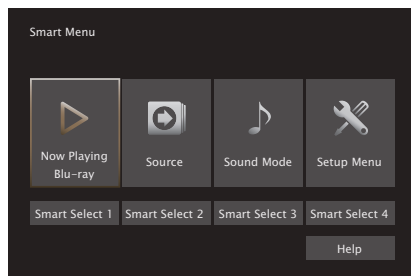 Smart Menu
Now Playing
Blu-ray
Source
Sound Mode
Setup Menu
Smart Select 1
Smart Select 2
Smart Select 3
Smart Select 4
Help